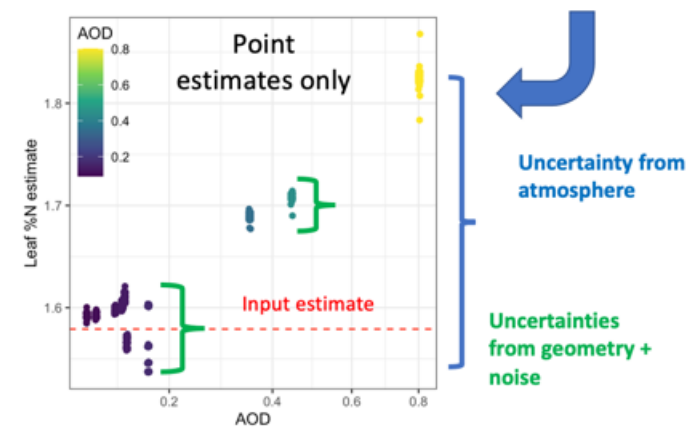 AOD
0.8
0.6
0.4
0.2
Point
estimates only
1.8
1.7
1.6
Leaf %N estimate
Input estimate
0.2
0.4
0.6
0.8
AOD
Uncertainty from
atmosphere
Uncertainties
from geometry +
noise